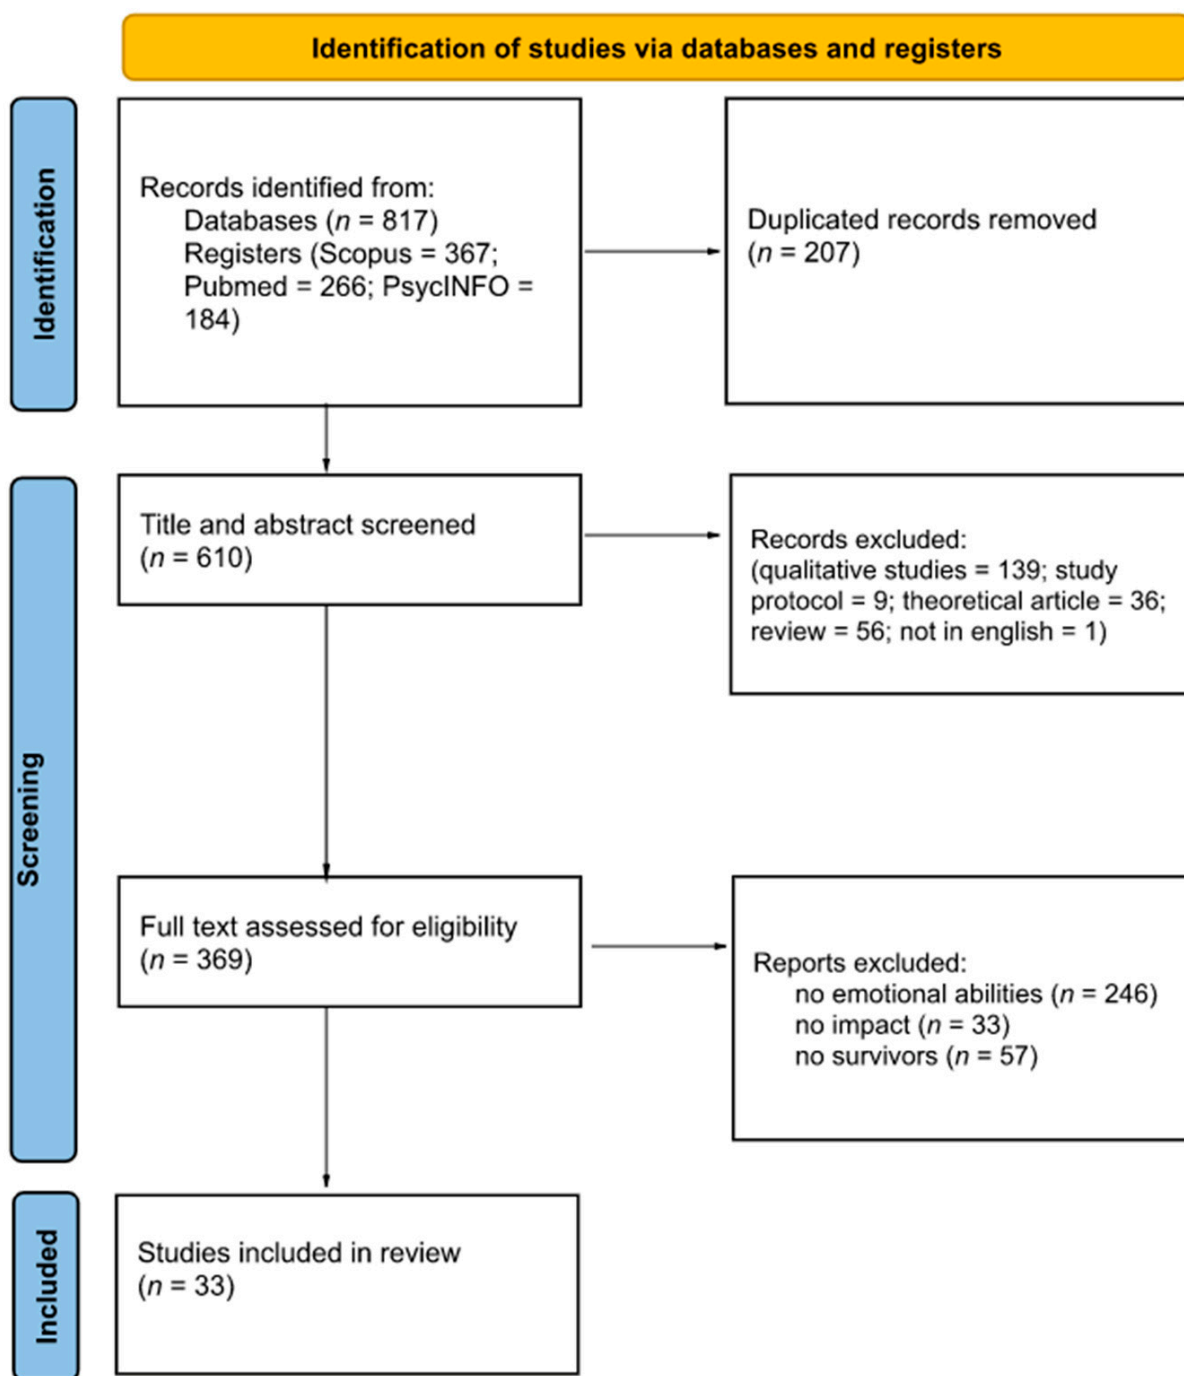 Identification of studies via databases and registers
Identification
Records identified from:
Databases (n = 817)
Registers (Scopus = 367;
Pubmed = 266; PsycINFO =
184)
Duplicated records removed
(n = 207)
Screening
Title and abstract screened
(n = 610)
Records excluded:
(qualitative studies = 139; study
protocol = 9; theoretical article = 36;
review = 56; not in english = 1)
Full text assessed for eligibility
(n = 369)
Reports excluded:
no emotional abilities (n = 246)
no impact (n = 33)
no survivors (n = 57)
Included
Studies included in review
(n = 33)